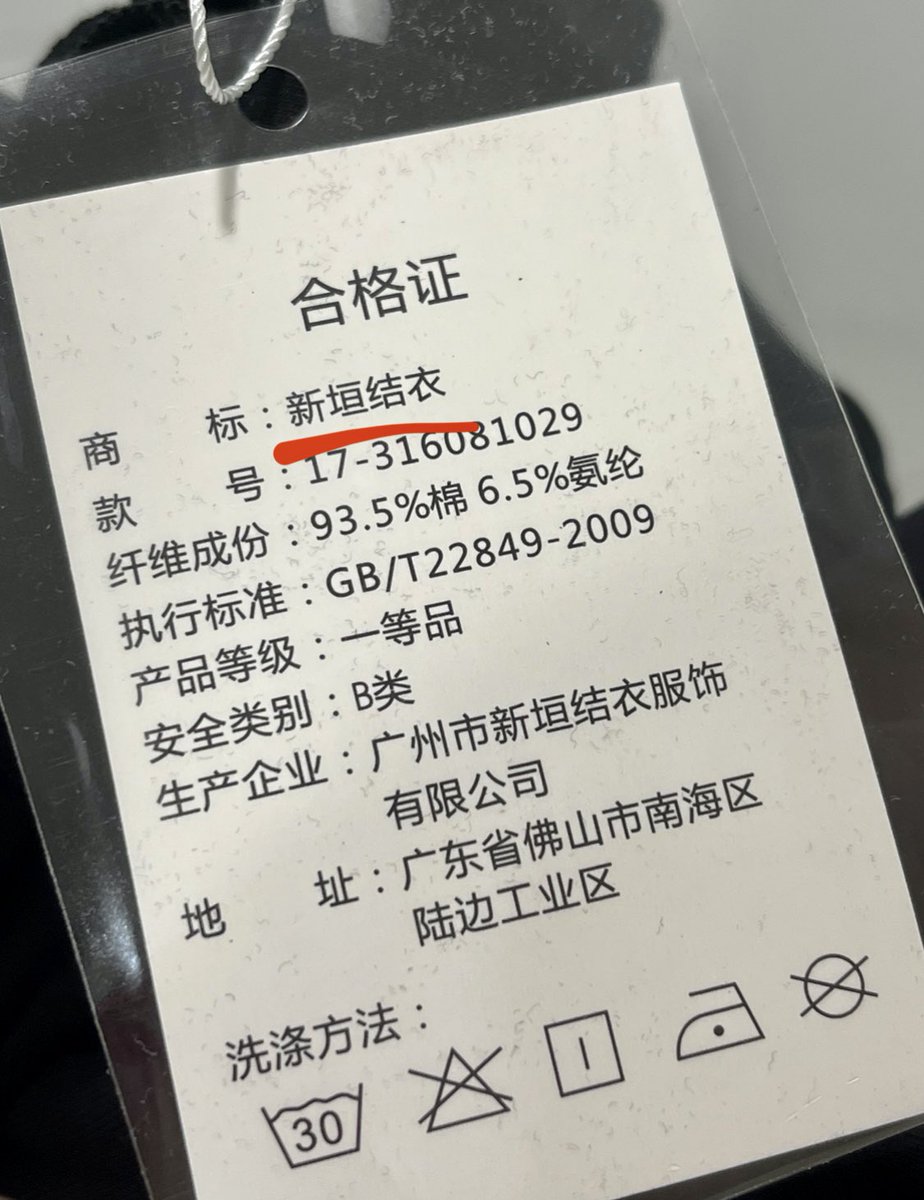 合格证
商 标：新垣结衣
款 号：17-316081029
纤维成份：93.5%棉 6.5%氨纶
执行标准：GB/T22849-2009
产品等级：一等品
安全类别：B类
生产企业：广州市新垣结衣服饰
有限公司
地 址：广东省佛山市南海区
陆边工业区
洗涤方法：
30